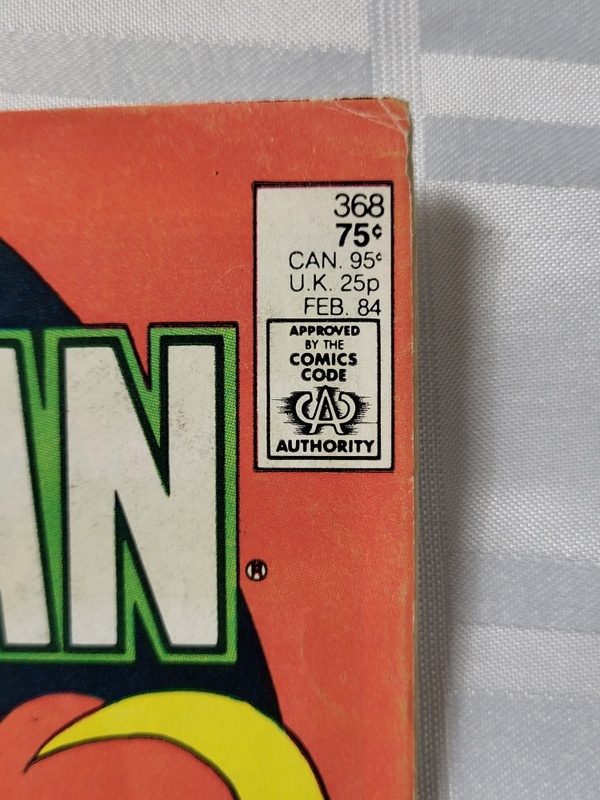 368
75¢
CAN. 95¢
U.K. 25p
FEB. 84
APPROVED
BY THE
COMICS
CODE
CA
AUTHORITY
AN
®